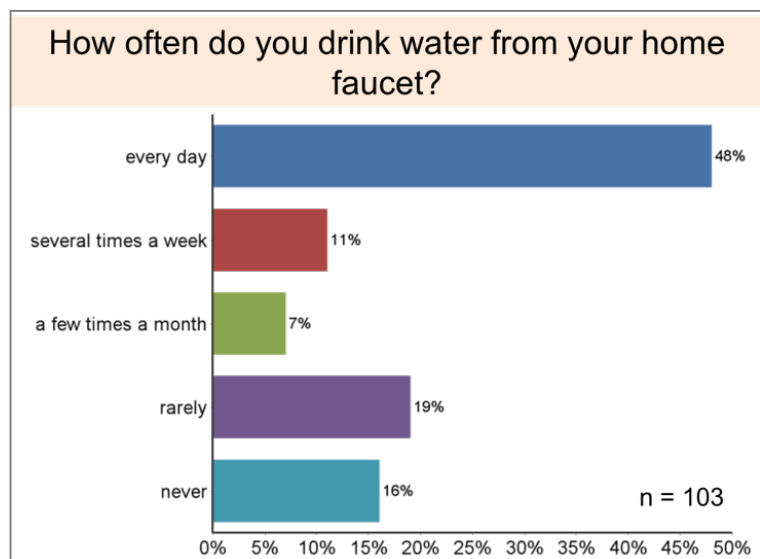 How often do you drink water from your home
faucet?
every day
48%
several times a week
11%
a few times a month
7%
rarely
19%
never
16%
n = 103
0% 5% 10% 15% 20% 25% 30% 35% 40% 45% 50%